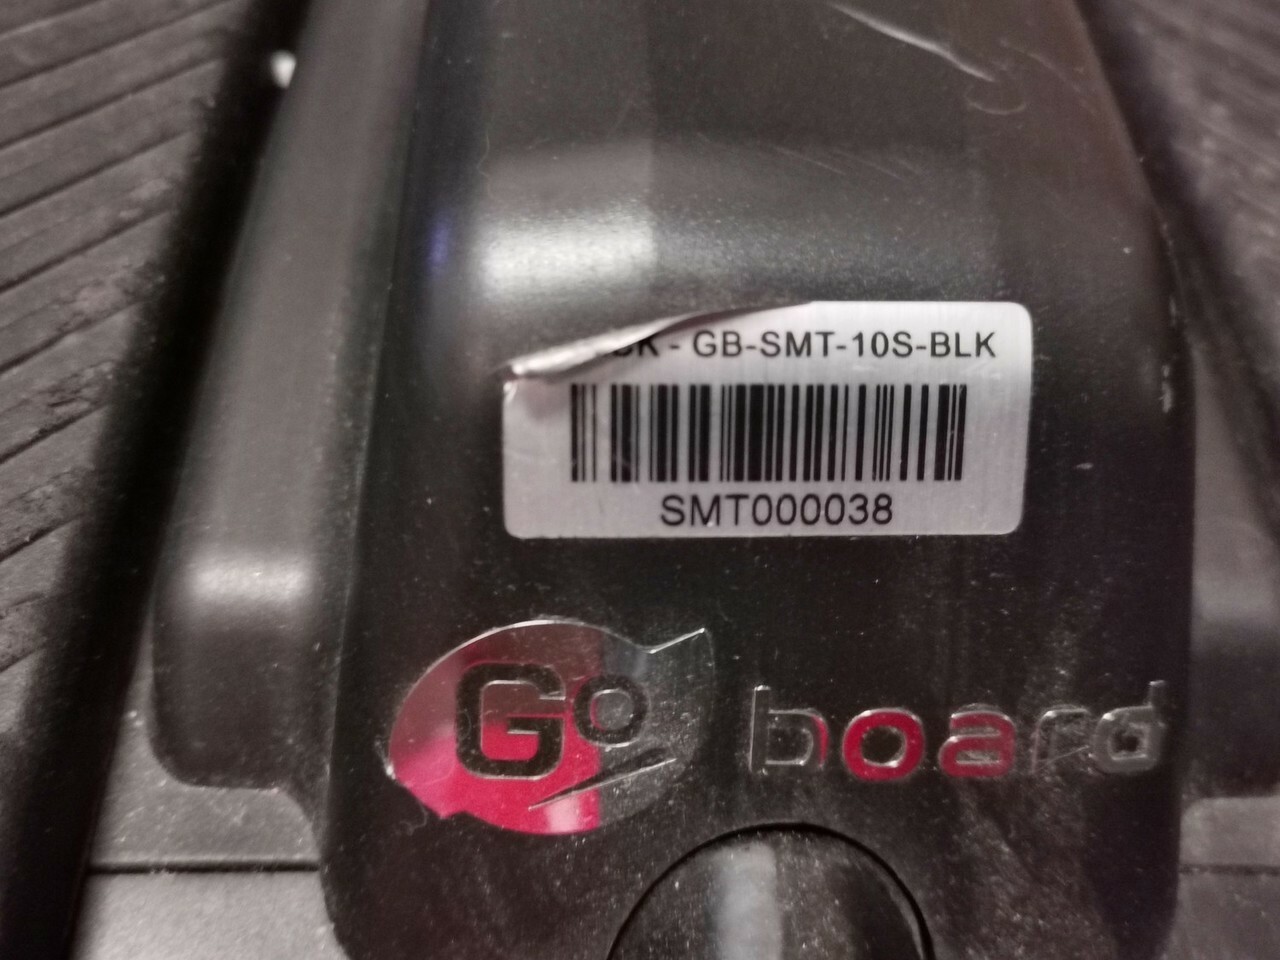 - GB-SMT-10S-BLK
SMT000038
Go board